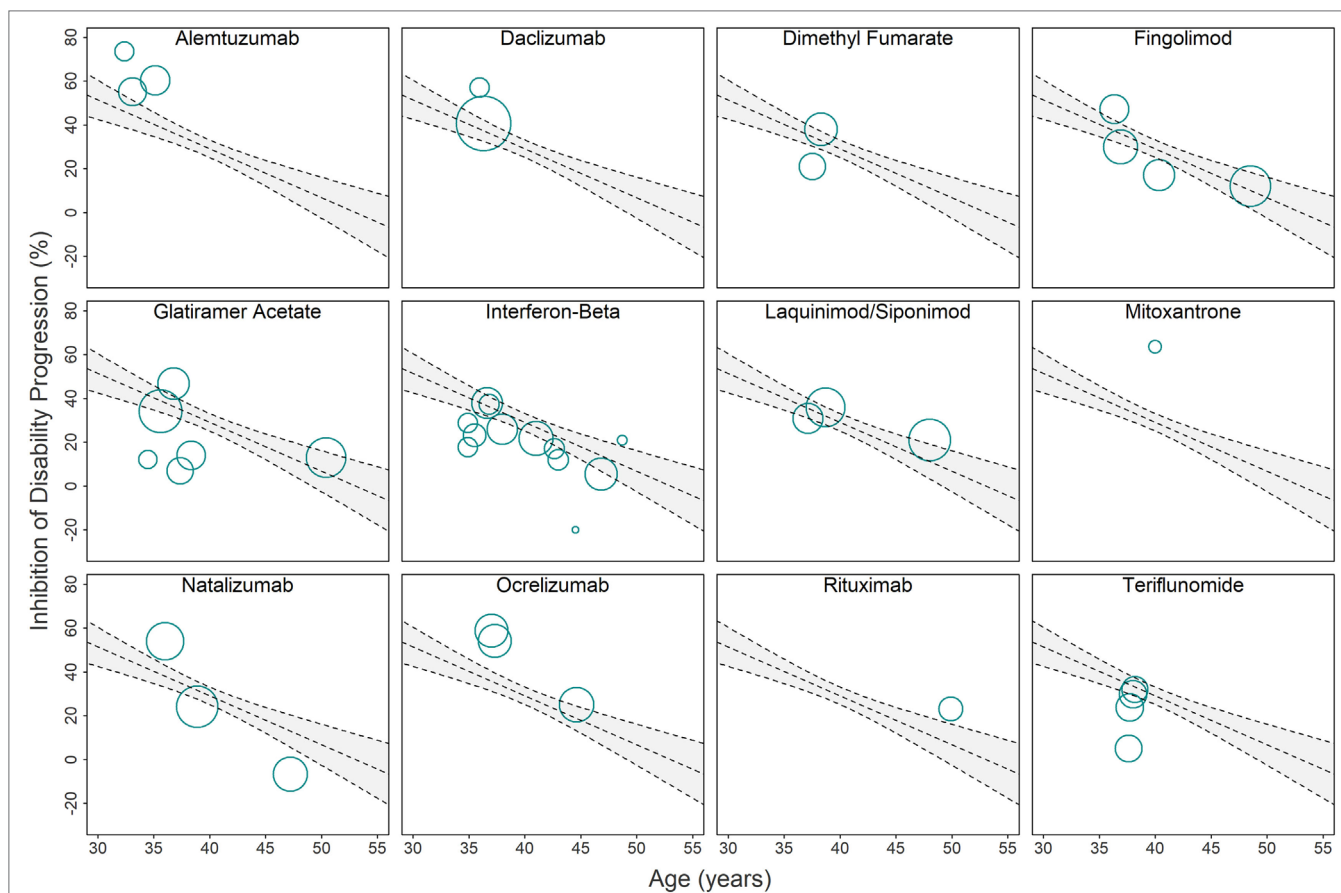 Alemtuzumab
Daclizumab
Dimethyl Fumarate
Fingolimod
80
60
40
20
0
-20
Glatiramer Acetate
Interferon-Beta
Laquinimod/Siponimod
Mitoxantrone
80
60
40
20
0
-20
Inhibition of Disability Progression (%)
Natalizumab
Ocrelizumab
Rituximab
Teriflunomide
80
60
40
20
0
-20
30 35 40 45 50 55
30 35 40 45 50 55
30 35 40 45 50 55
30 35 40 45 50 55
Age (years)